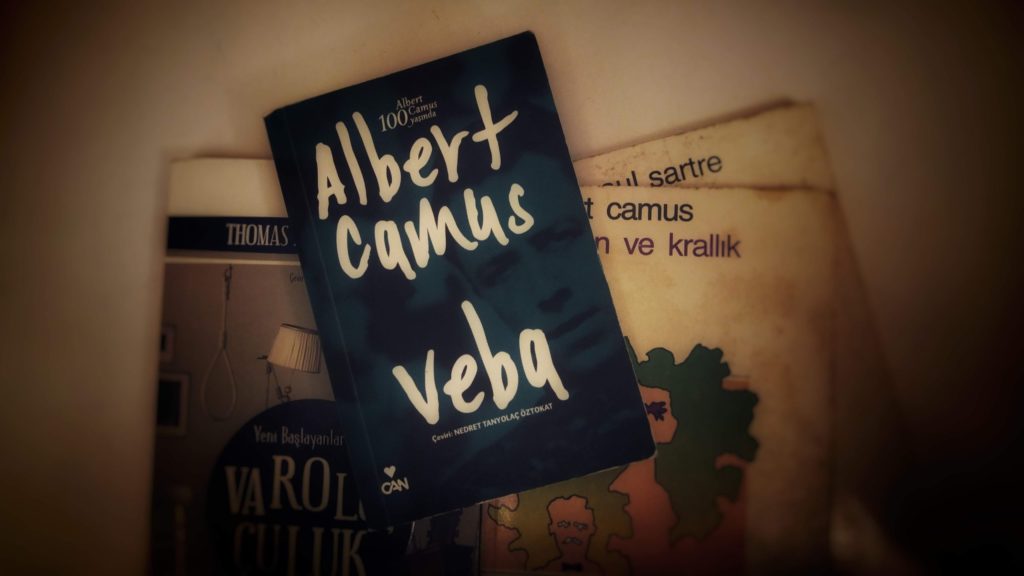 Albert
100 Camus
yaşında
Albert
Camus
Veba
Çeviri: NEDRET TANYOLAÇ ÖZTOKAT
CAN
THOMAS
Yeni Başlayanlar
VAROL
ÇULUK
sartre
camus
ve krallık